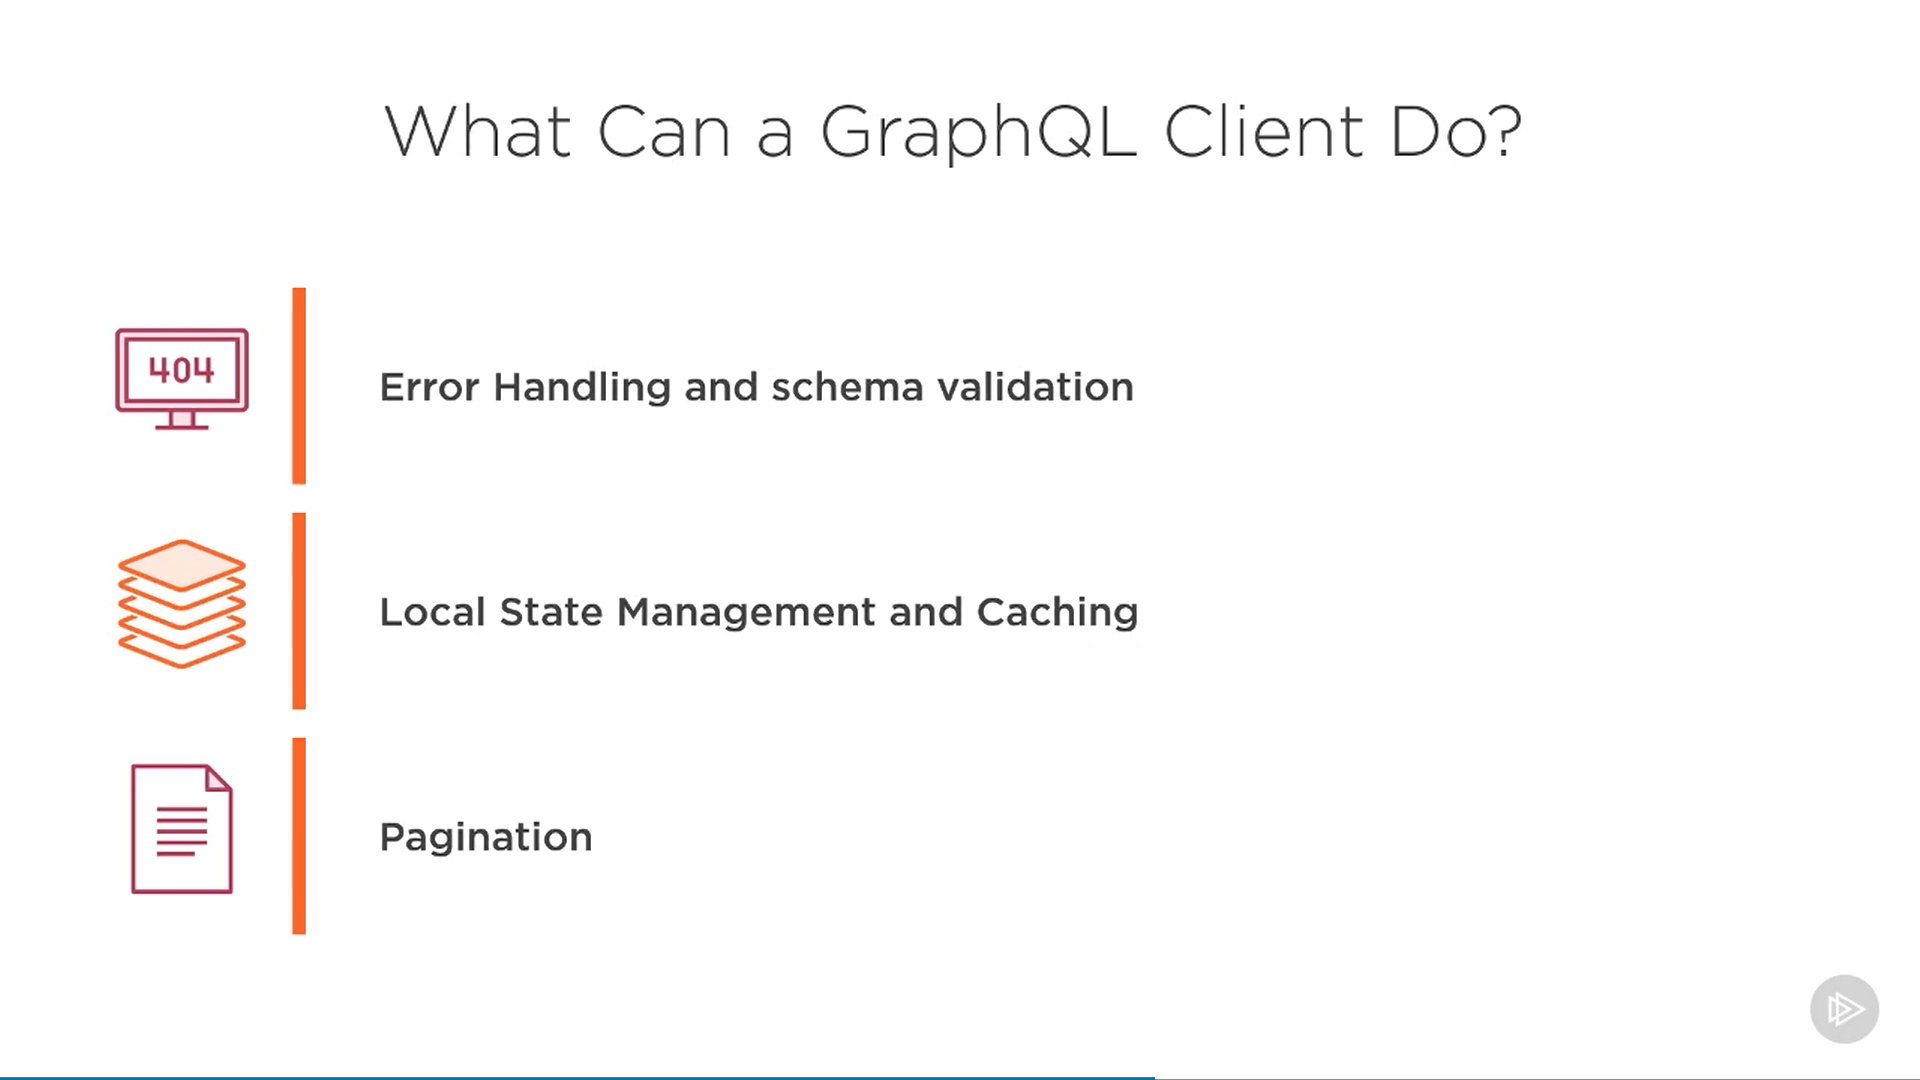 What Can a GraphQL Client Do?
404
Error Handling and schema validation
Local State Management and Caching
Pagination